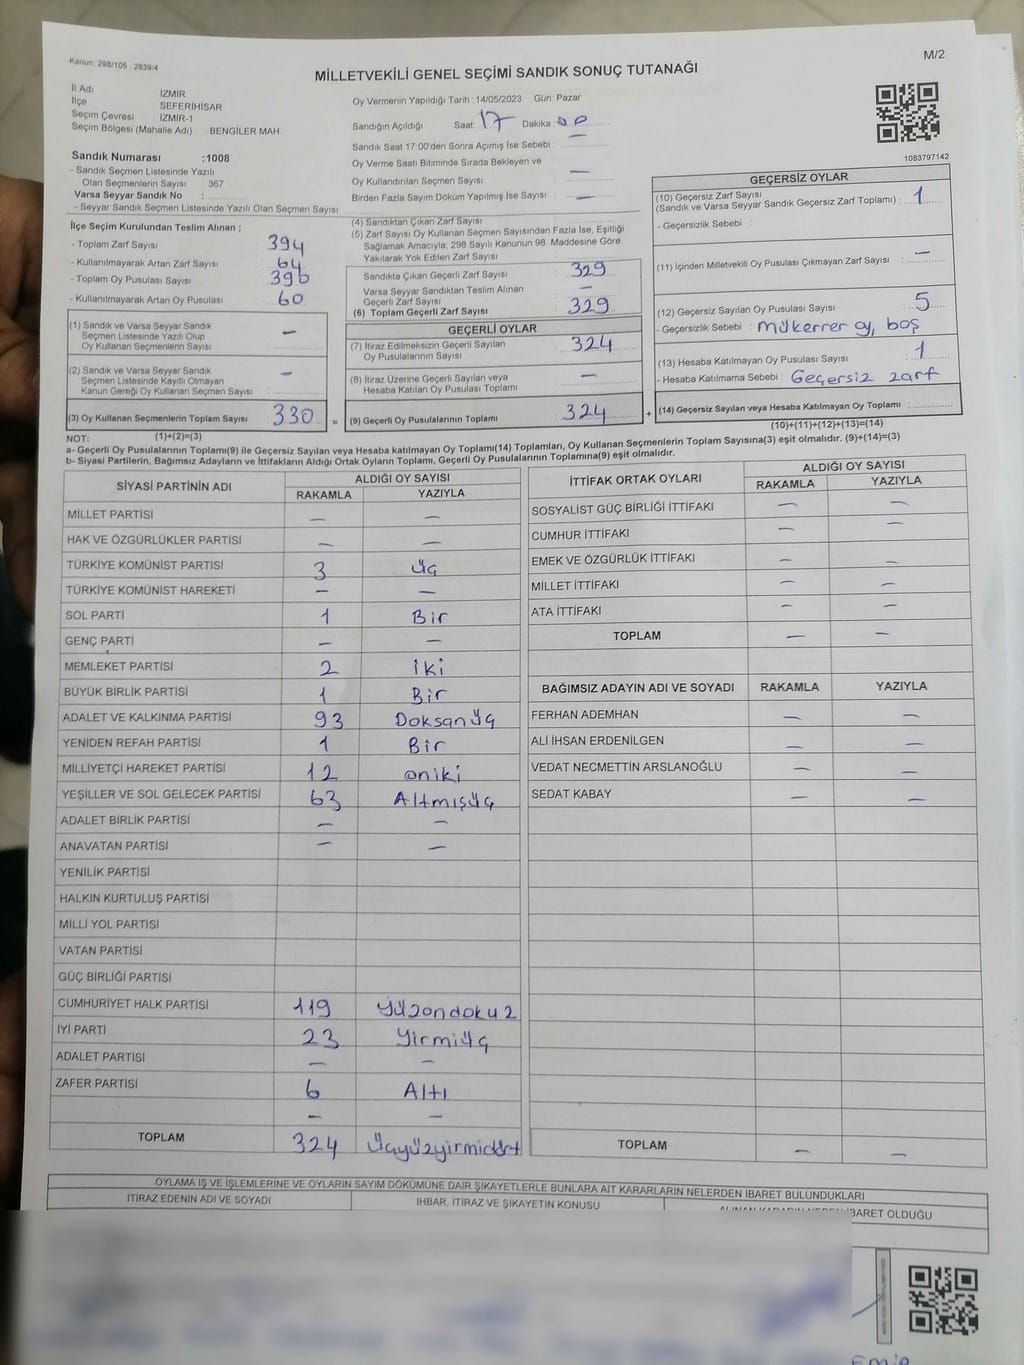 Kanun: 298/105 , 2839/4
M/2
MİLLETVEKİLİ GENEL SEÇİMİ SANDIK SONUÇ TUTANAĞI
İl Adı İZMİR
İlçe SEFERİHİSAR
Seçim Çevresi : İZMİR-1
Seçim Bölgesi (Mahalle Adı) : BENGİLER MAH.
Sandık Numarası :1008
- Sandık Seçmen Listesinde Yazılı
Olan Seçmenlerin Sayısı : 367
Varsa Seyyar Sandık No :
- Seyyar Sandık Seçmen Listesinde Yazılı Olan Seçmen Sayısı :
Oy Vermenin Yapıldığı Tarih : 14/05/2023 Gün: Pazar
Sandığın Açıldığı Saat 17 Dakika 00
Sandık Saat 17:00'den Sonra Açımış İse Sebebi : —
Oy Verme Saati Bitiminde Sırada Bekleyen ve
Oy Kullandırılan Seçmen Sayısı : —
Birden Fazla Sayım Döküm Yapılmış İse Sayısı : —
1083797142
İlçe Seçim Kurulundan Teslim Alınan ;
- Toplam Zarf Sayısı : 394
- Kullanılmayarak Artan Zarf Sayısı : 64
- Toplam Oy Pusulası Sayısı : 390
- Kullanılmayarak Artan Oy Pusulası : 60
(1) Sandık ve Varsa Seyyar Sandık
Seçmen Listesinde Yazılı Olup
Oy Kullanan Seçmenlerin Sayısı : —
(2) Sandık ve Varsa Seyyar Sandık
Seçmen Listesinde Kayıtlı Olmayan
Kanun Gereği Oy Kullanan Seçmen Sayısı : —
(3) Oy Kullanan Seçmenlerin Toplam Sayısı : 330
(1)+(2)=(3)
(4) Sandıktan Çıkan Zarf Sayısı :
(5) Zarf Sayısı Oy Kullanan Seçmen Sayısından Fazla İse, Eşitliği
Sağlamak Amacıyla, 298 Sayılı Kanunun 98. Maddesine Göre
Yakılarak Yok Edilen Zarf Sayısı :
Sandıkta Çıkan Geçerli Zarf Sayısı : 329
Varsa Seyyar Sandıktan Teslim Alınan
Geçerli Zarf Sayısı : —
(6) Toplam Geçerli Zarf Sayısı : 329
GEÇERLİ OYLAR
(7) İtiraz Edilmeksizin Geçerli Sayılan
Oy Pusulalarının Sayısı : 324
(8) İtiraz Üzerine Geçerli Sayılan veya
Hesaba Katılan Oy Pusulası Toplamı : —
= (9) Geçerli Oy Pusulalarının Toplamı : 324
GEÇERSİZ OYLAR
(10) Geçersiz Zarf Sayısı
(Sandık ve Varsa Seyyar Sandık Geçersiz Zarf Toplamı) : 1
- Geçersizlik Sebebi :
(11) İçinden Milletvekili Oy Pusulası Çıkmayan Zarf Sayısı : —
(12) Geçersiz Sayılan Oy Pusulası Sayısı : 5
- Geçersizlik Sebebi : mükerrer oy, boş
(13) Hesaba Katılmayan Oy Pusulası Sayısı : 1
- Hesaba Katılmama Sebebi : Geçersiz zarf
+ (14) Geçersiz Sayılan veya Hesaba Katılmayan Oy Toplamı :
(10)+(11)+(12)+(13)=(14)
NOT:
a- Geçerli Oy Pusulalarının Toplamı(9) ile Geçersiz Sayılan veya Hesaba katılmayan Oy Toplamı(14) Toplamları, Oy Kullanan Seçmenlerin Toplam Sayısına(3) eşit olmalıdır. (9)+(14)=(3)
b- Siyasi Partilerin, Bağımsız Adayların ve İttifakların Aldığı Ortak Oyların Toplamı, Geçerli Oy Pusulalarının Toplamına(9) eşit olmalıdır.
SİYASİ PARTİNİN ADI ALDIĞI OY SAYISI
RAKAMLA YAZIYLA
MİLLET PARTİSİ — —
HAK VE ÖZGÜRLÜKLER PARTİSİ — —
TÜRKİYE KOMÜNİST PARTİSİ 3 Üç
TÜRKİYE KOMÜNİST HAREKETİ — —
SOL PARTİ 1 Bir
GENÇ PARTİ — —
MEMLEKET PARTİSİ 2 iki
BÜYÜK BİRLİK PARTİSİ 1 Bir
ADALET VE KALKINMA PARTİSİ 93 Doksanüç
YENİDEN REFAH PARTİSİ 1 Bir
MİLLİYETÇİ HAREKET PARTİSİ 12 oniki
YEŞİLLER VE SOL GELECEK PARTİSİ 63 Altmışüç
ADALET BİRLİK PARTİSİ — —
ANAVATAN PARTİSİ — —
YENİLİK PARTİSİ
HALKIN KURTULUŞ PARTİSİ
MİLLİ YOL PARTİSİ
VATAN PARTİSİ
GÜÇ BİRLİĞİ PARTİSİ
CUMHURİYET HALK PARTİSİ 119 Yüzondokuz
İYİ PARTİ 23 Yirmiüç
ADALET PARTİSİ — —
ZAFER PARTİSİ 6 Altı
— —
TOPLAM 324 Üçyüzyirmidört
İTTİFAK ORTAK OYLARI ALDIĞI OY SAYISI
RAKAMLA YAZIYLA
SOSYALİST GÜÇ BİRLİĞİ İTTİFAKI — —
CUMHUR İTTİFAKI — —
EMEK VE ÖZGÜRLÜK İTTİFAKI — —
MİLLET İTTİFAKI — —
ATA İTTİFAKI — —
TOPLAM — —
BAĞIMSIZ ADAYIN ADI VE SOYADI RAKAMLA YAZIYLA
FERHAN ADEMHAN — —
ALİ İHSAN ERDENİLGEN — —
VEDAT NECMETTİN ARSLANOĞLU — —
SEDAT KABAY — —
TOPLAM — —
OYLAMA İŞ VE İŞLEMLERİNE VE OYLARIN SAYIM DÖKÜMÜNE DAİR ŞİKAYETLERLE BUNLARA AİT KARARLARIN NELERDEN İBARET BULUNDUKLARI
İTİRAZ EDENİN ADI VE SOYADI İHBAR, İTİRAZ VE ŞİKAYETİN KONUSU ALINAN KARARIN NEDEN İBARET OLDUĞU